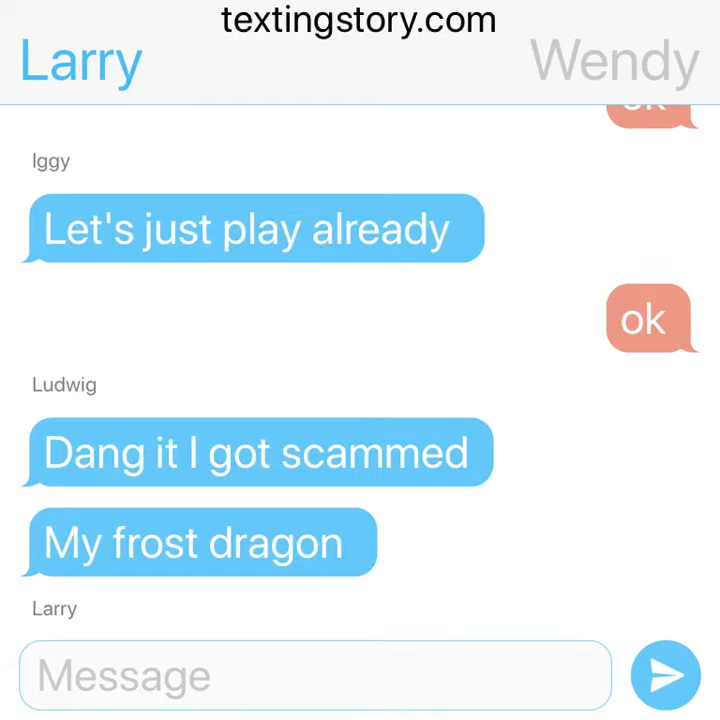 textingstory.com
Larry
Wendy
ok
Iggy
Let's just play already
ok
Ludwig
Dang it I got scammed
My frost dragon
Larry
Message